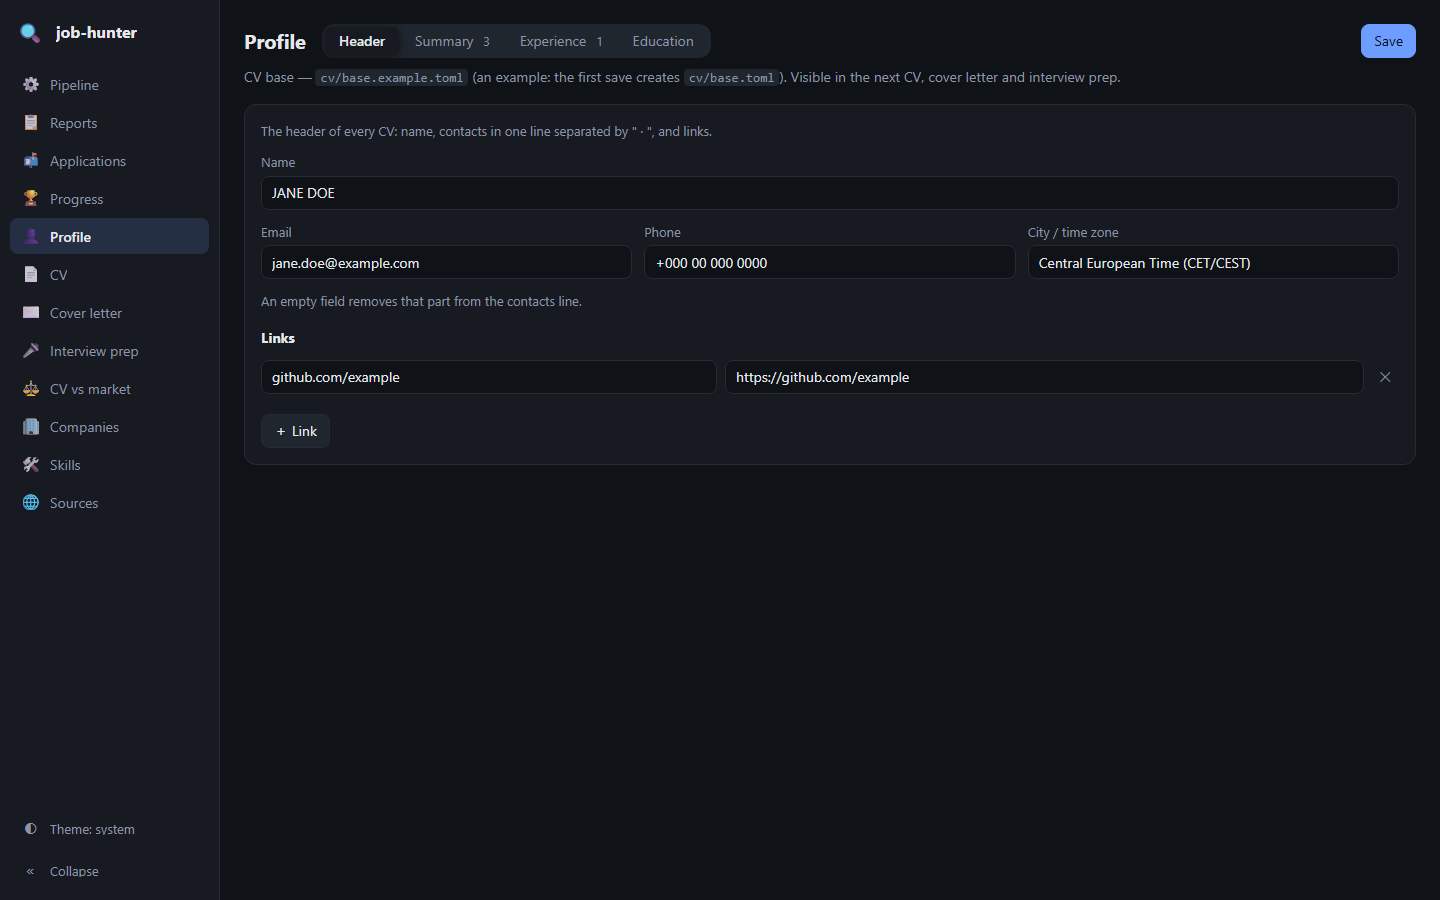 job-hunter
Pipeline
Reports
Applications
Progress
Profile
CV
Cover letter
Interview prep
CV vs market
Companies
Skills
Sources
Theme: system
« Collapse
Profile
Header
Summary 3
Experience 1
Education
Save
CV base — cv/base.example.toml (an example: the first save creates cv/base.toml). Visible in the next CV, cover letter and interview prep.
The header of every CV: name, contacts in one line separated by " · ", and links.
Name
JANE DOE
Email
Phone
City / time zone
jane.doe@example.com
+000 00 000 0000
Central European Time (CET/CEST)
An empty field removes that part from the contacts line.
Links
github.com/example
https://github.com/example
+ Link